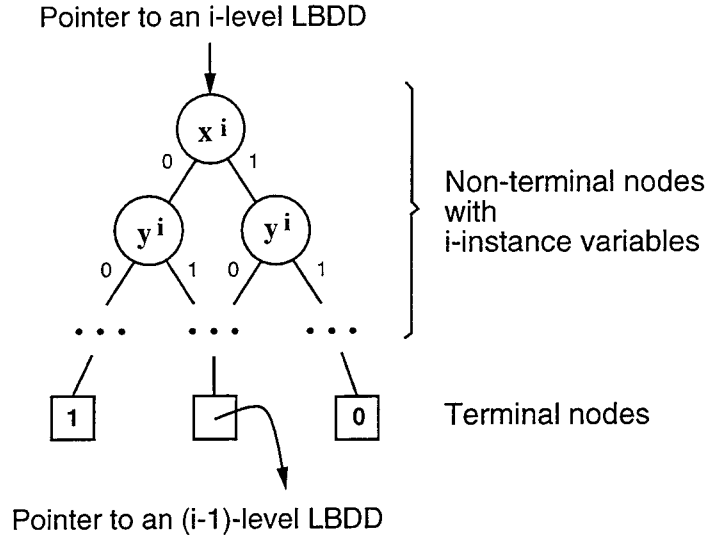 Pointer to an i-level LBDD
x i
0 1
Non-terminal nodes
with
i-instance variables
y i y i
0 1 0 1
1 0
Terminal nodes
Pointer to an (i-1)-level LBDD